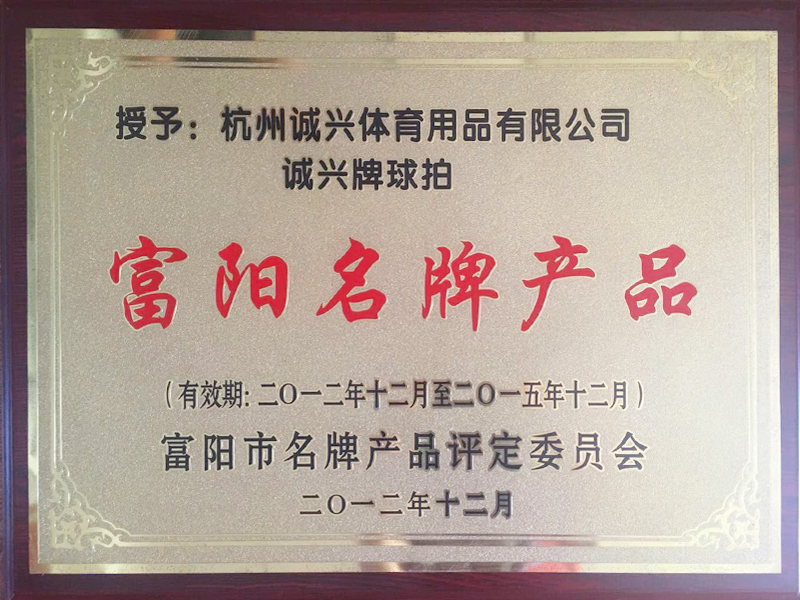 授予：杭州诚兴体育用品有限公司
诚兴牌球拍
富阳名牌产品
（有效期：二〇一二年十二月至二〇一五年十二月）
富阳市名牌产品评定委员会
二〇一二年十二月